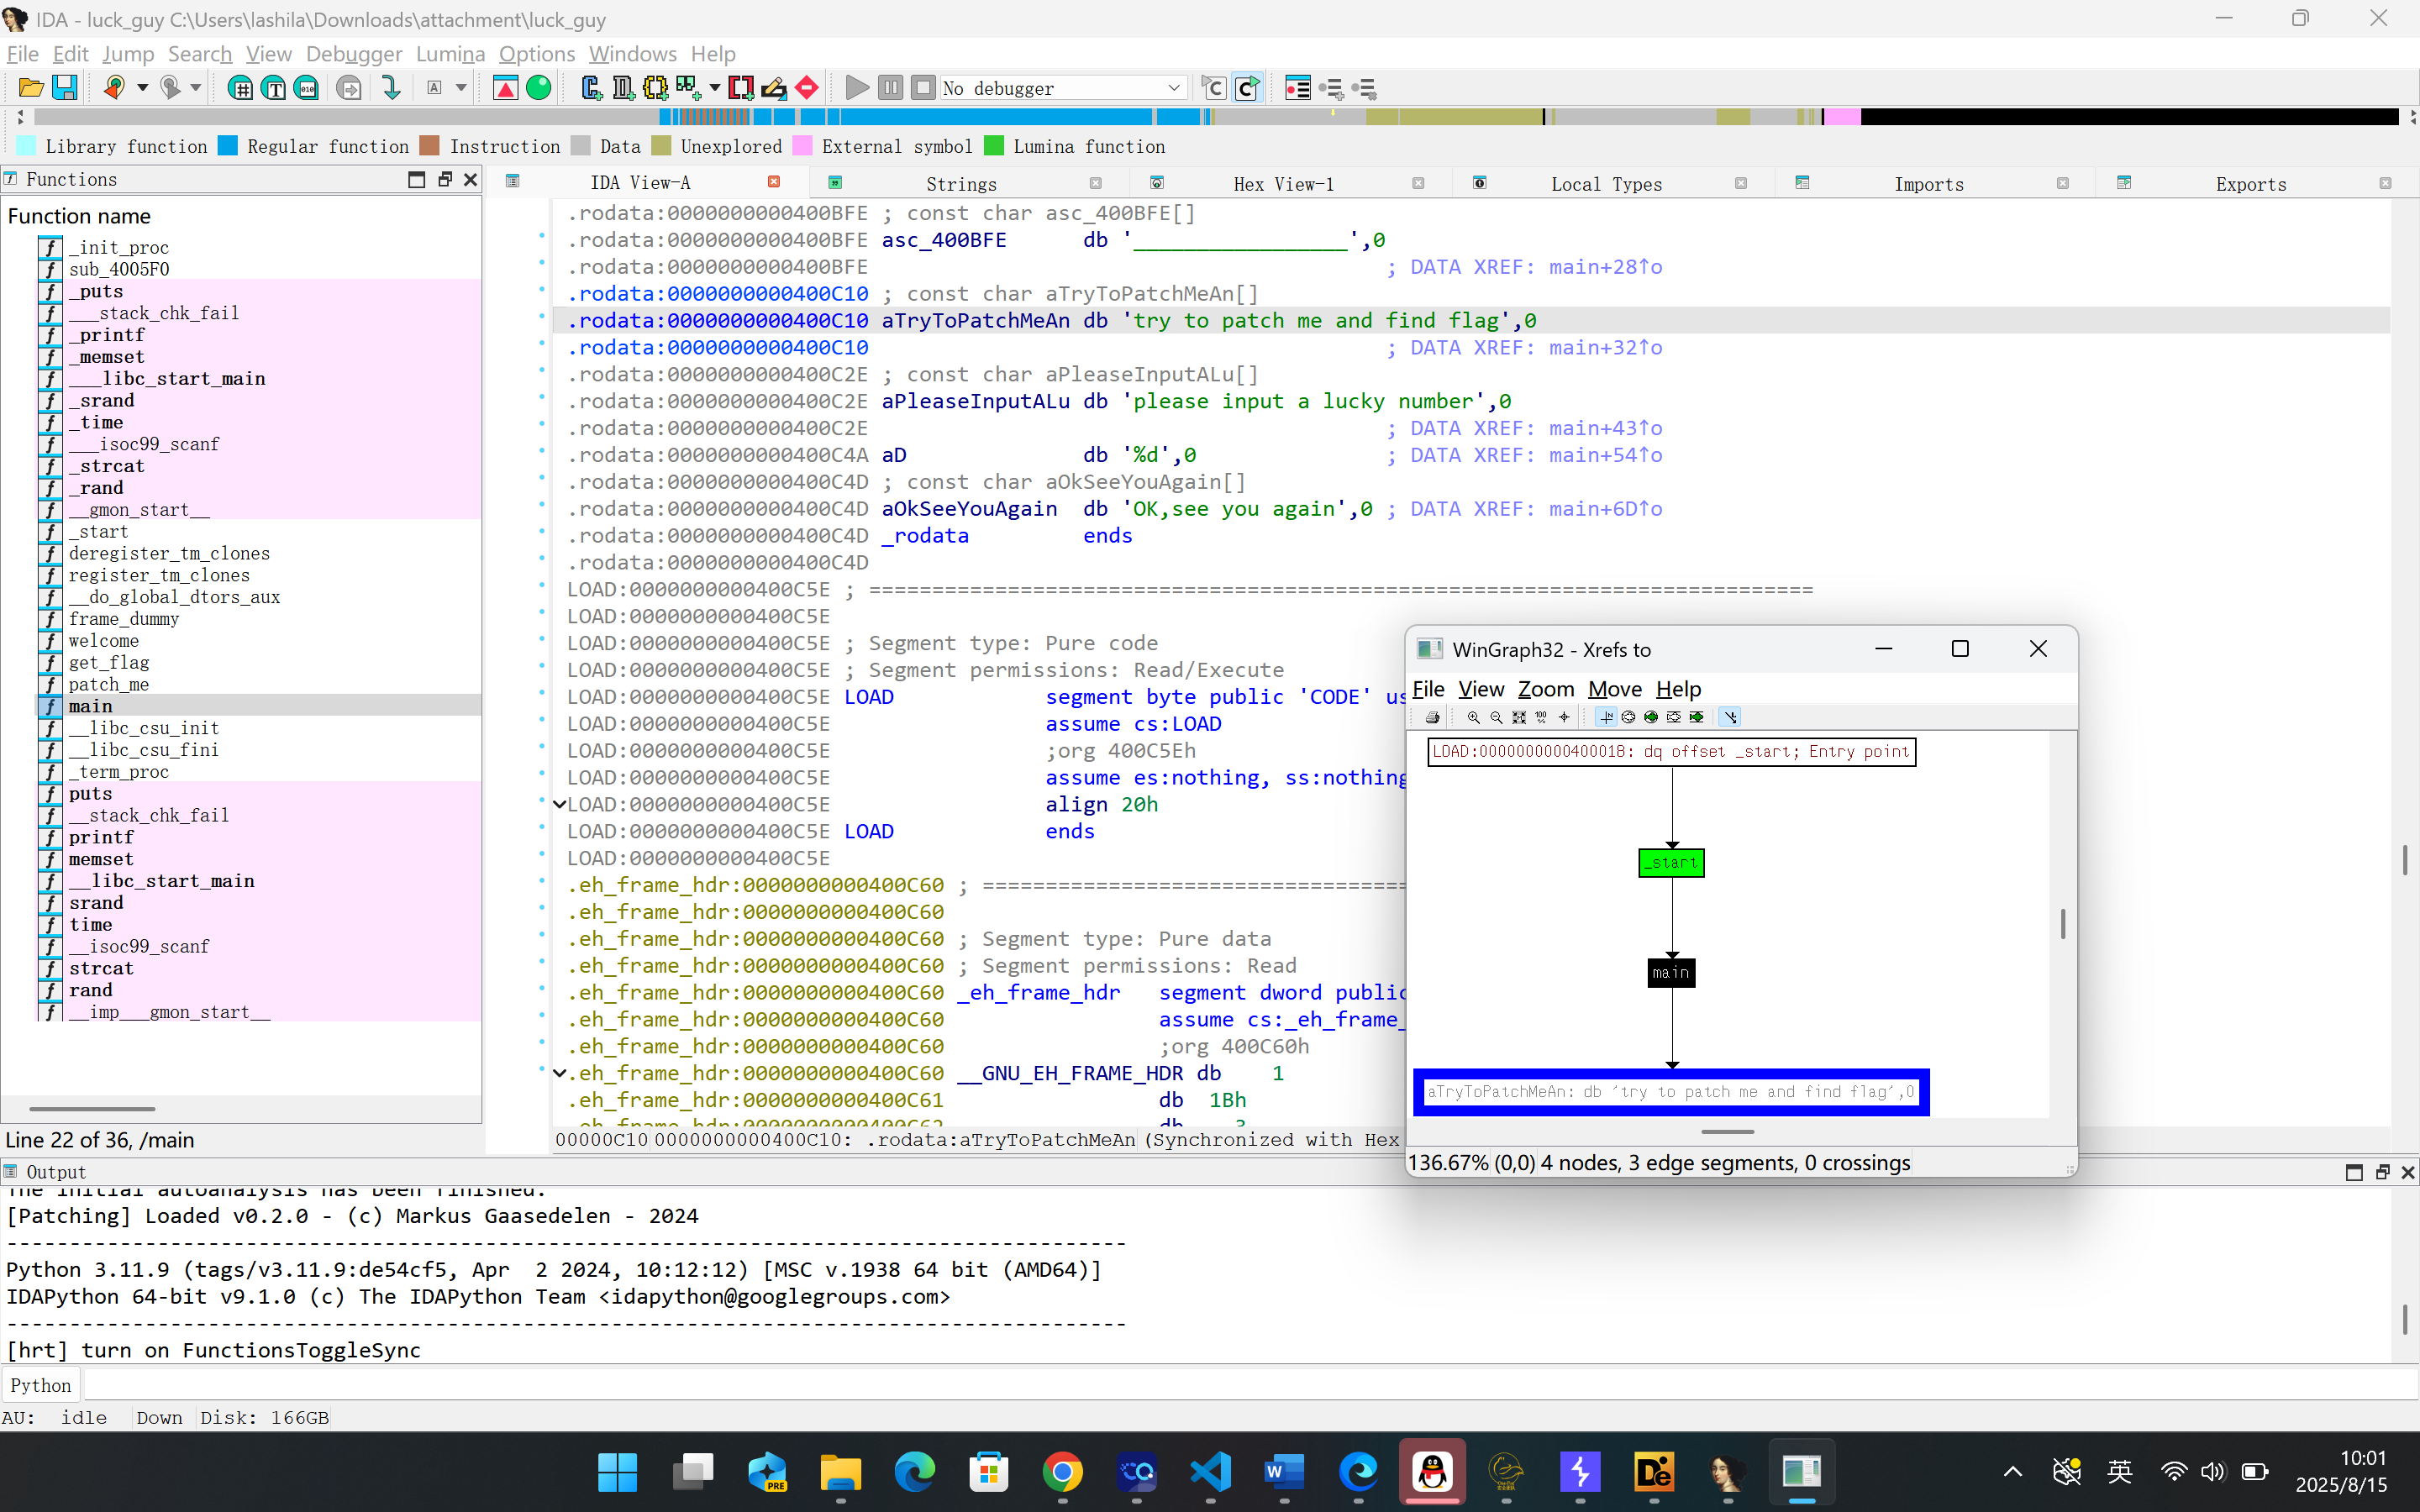 IDA - luck_guy C:\Users\lashila\Downloads\attachment\luck_guy
File Edit Jump Search View Debugger Lumina Options Windows Help
No debugger
Library function Regular function Instruction Data Unexplored External symbol Lumina function
Functions
IDA View-A Strings Hex View-1 Local Types Imports Exports
Function name
_init_proc
sub_4005F0
_puts
___stack_chk_fail
_printf
_memset
___libc_start_main
_srand
_time
___isoc99_scanf
_strcat
_rand
__gmon_start__
_start
deregister_tm_clones
register_tm_clones
__do_global_dtors_aux
frame_dummy
welcome
get_flag
patch_me
main
__libc_csu_init
__libc_csu_fini
_term_proc
puts
__stack_chk_fail
printf
memset
__libc_start_main
srand
time
__isoc99_scanf
strcat
rand
__imp___gmon_start__
Line 22 of 36, /main
.rodata:0000000000400BFE ; const char asc_400BFE[]
.rodata:0000000000400BFE asc_400BFE db '_________________',0
.rodata:0000000000400BFE ; DATA XREF: main+28↑o
.rodata:0000000000400C10 ; const char aTryToPatchMeAn[]
.rodata:0000000000400C10 aTryToPatchMeAn db 'try to patch me and find flag',0
.rodata:0000000000400C10 ; DATA XREF: main+32↑o
.rodata:0000000000400C2E ; const char aPleaseInputALu[]
.rodata:0000000000400C2E aPleaseInputALu db 'please input a lucky number',0
.rodata:0000000000400C2E ; DATA XREF: main+43↑o
.rodata:0000000000400C4A aD db '%d',0 ; DATA XREF: main+54↑o
.rodata:0000000000400C4D ; const char aOkSeeYouAgain[]
.rodata:0000000000400C4D aOkSeeYouAgain db 'OK,see you again',0 ; DATA XREF: main+6D↑o
.rodata:0000000000400C4D _rodata ends
.rodata:0000000000400C4D
LOAD:0000000000400C5E ; ===========================================================================
LOAD:0000000000400C5E
LOAD:0000000000400C5E ; Segment type: Pure code
LOAD:0000000000400C5E ; Segment permissions: Read/Execute
LOAD:0000000000400C5E LOAD segment byte public 'CODE' us
LOAD:0000000000400C5E assume cs:LOAD
LOAD:0000000000400C5E ;org 400C5Eh
LOAD:0000000000400C5E assume es:nothing, ss:nothing
LOAD:0000000000400C5E align 20h
LOAD:0000000000400C5E LOAD ends
LOAD:0000000000400C5E
.eh_frame_hdr:0000000000400C60 ; ==================================
.eh_frame_hdr:0000000000400C60
.eh_frame_hdr:0000000000400C60 ; Segment type: Pure data
.eh_frame_hdr:0000000000400C60 ; Segment permissions: Read
.eh_frame_hdr:0000000000400C60 _eh_frame_hdr segment dword public
.eh_frame_hdr:0000000000400C60 assume cs:_eh_frame_
.eh_frame_hdr:0000000000400C60 ;org 400C60h
.eh_frame_hdr:0000000000400C60 __GNU_EH_FRAME_HDR db 1
.eh_frame_hdr:0000000000400C61 db 1Bh
.eh_frame_hdr:0000000000400C62 db 3
00000C10 0000000000400C10: .rodata:aTryToPatchMeAn (Synchronized with Hex
WinGraph32 - Xrefs to
File View Zoom Move Help
LOAD:0000000000400018: dq offset _start; Entry point
_start
main
aTryToPatchMeAn: db 'try to patch me and find flag',0
136.67% (0,0) 4 nodes, 3 edge segments, 0 crossings
Output
The initial autoanalysis has been finished.
[Patching] Loaded v0.2.0 - (c) Markus Gaasedelen - 2024
-----------------------------------------------------------------------------------------
Python 3.11.9 (tags/v3.11.9:de54cf5, Apr  2 2024, 10:12:12) [MSC v.1938 64 bit (AMD64)]
IDAPython 64-bit v9.1.0 (c) The IDAPython Team <idapython@googlegroups.com>
-----------------------------------------------------------------------------------------
[hrt] turn on FunctionsToggleSync
Python
AU: idle Down Disk: 166GB
PRE
英
10:01
2025/8/15